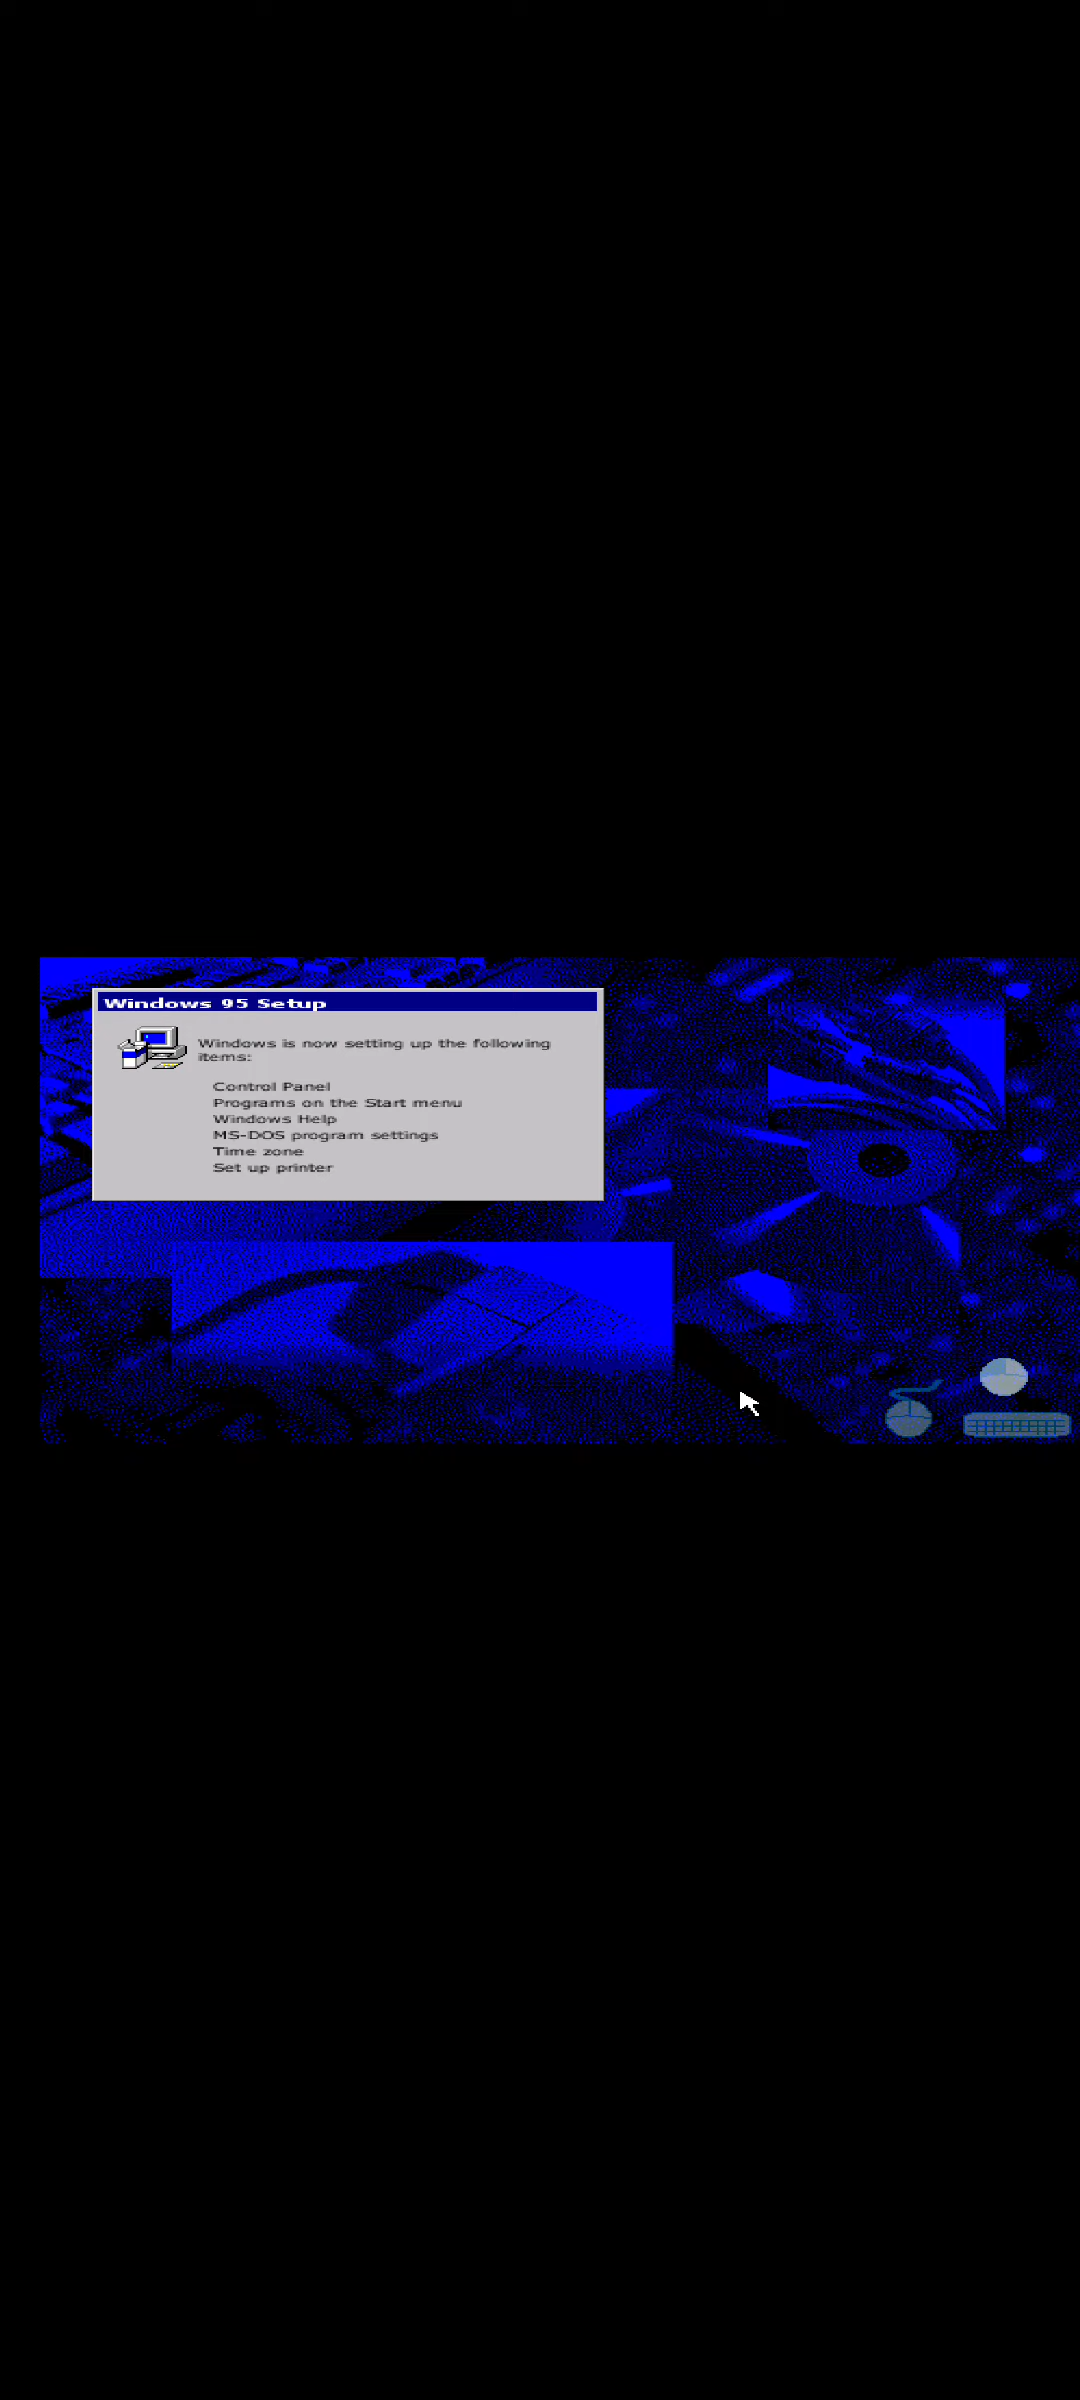 Windows 95 Setup
Windows is now setting up the following
items:
Control Panel
Programs on the Start menu
Windows Help
MS-DOS program settings
Time zone
Set up printer